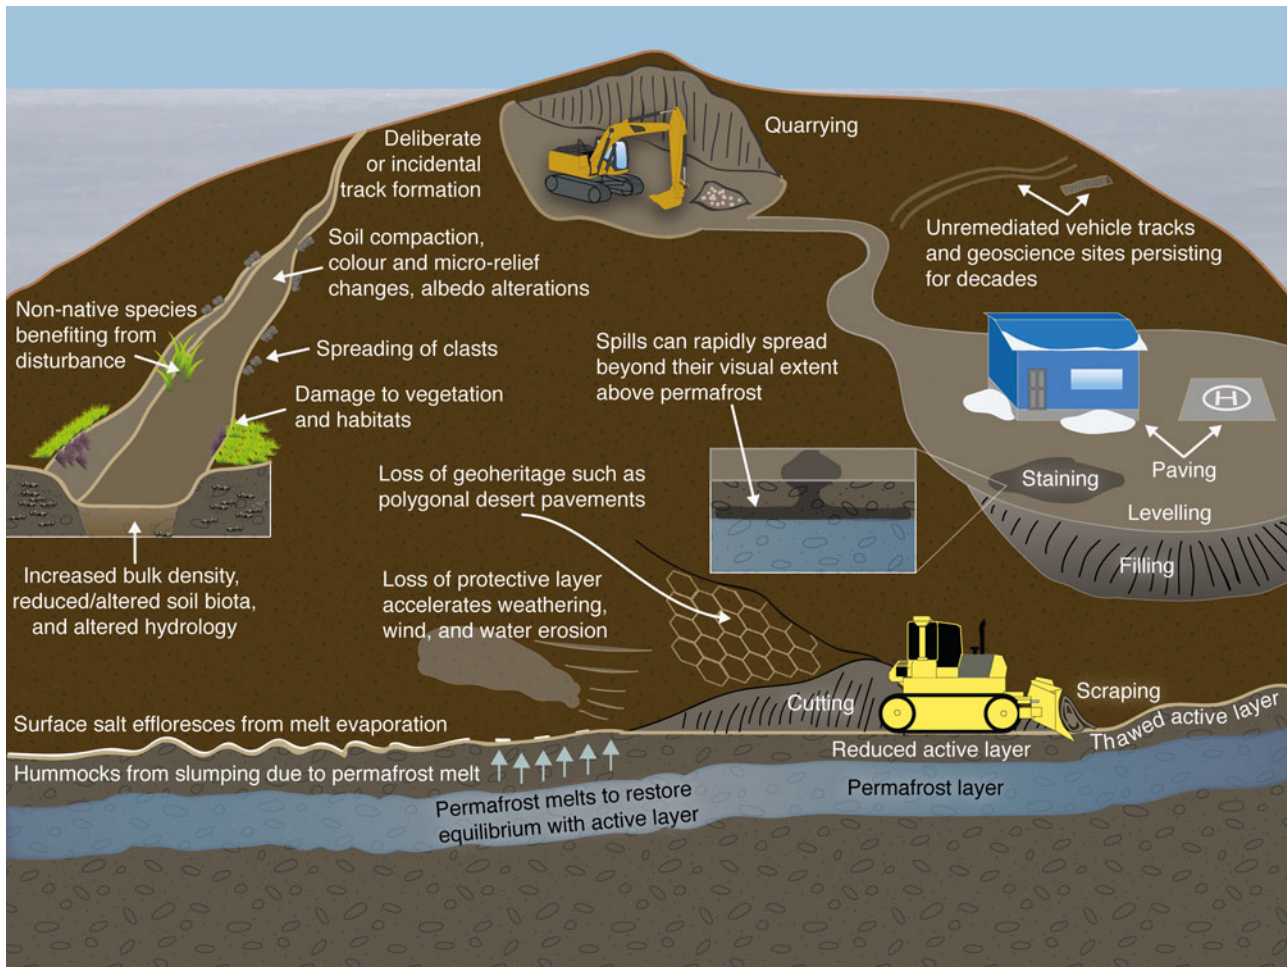 Deliberate
or incidental
track formation
Quarrying
Unremediated vehicle tracks
and geoscience sites persisting
for decades
Soil compaction,
colour and micro-relief
changes, albedo alterations
Non-native species
benefiting from
disturbance
Spreading of clasts
Damage to vegetation
and habitats
Spills can rapidly spread
beyond their visual extent
above permafrost
H
Paving
Staining
Levelling
Filling
Loss of geoheritage such as
polygonal desert pavements
Increased bulk density,
reduced/altered soil biota,
and altered hydrology
Loss of protective layer
accelerates weathering,
wind, and water erosion
Cutting
Scraping
Surface salt effloresces from melt evaporation
Reduced active layer
Thawed active layer
Hummocks from slumping due to permafrost melt
Permafrost melts to restore
equilibrium with active layer
Permafrost layer